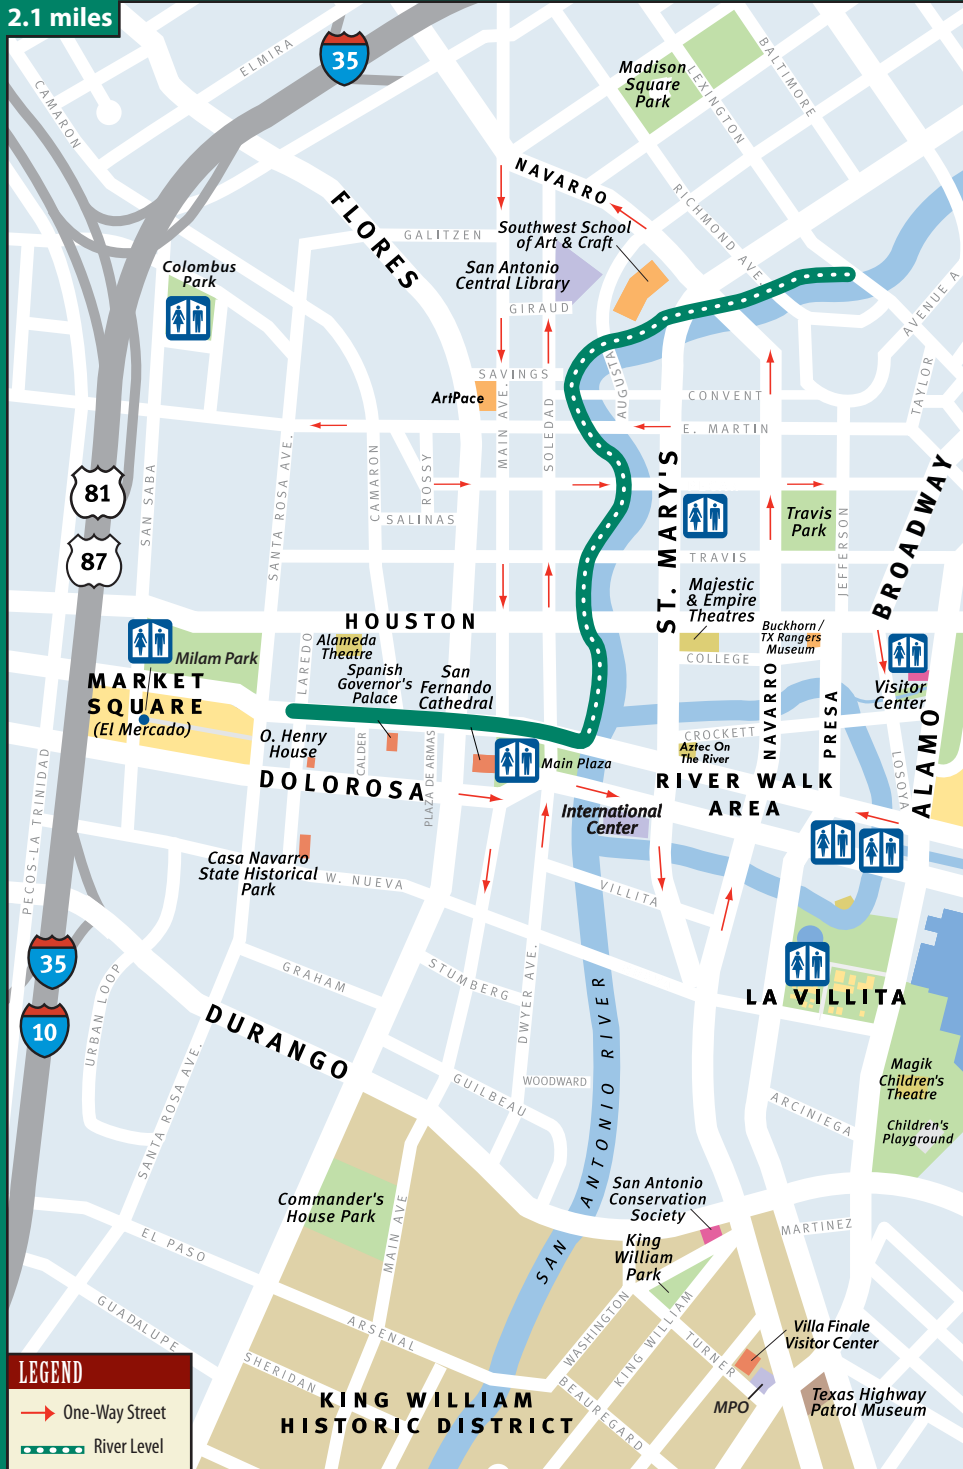 2.1 miles
35
ELMIRA
CAMARON
BALTIMORE
LEXINGTON
Madison
Square
Park
NAVARRO
RICHMOND AVE.
FLORES
GALITZEN
Southwest School
of Art & Craft
San Antonio
Central Library
GIRAUD
Colombus
Park
AVENUE A
SAVINGS
ArtPace
MAIN AVE.
SOLEDAD
AUGUSTA
CONVENT
TAYLOR
E. MARTIN
SAN SABA
SANTA ROSA AVE.
CAMARON
ROSSY
SALINAS
81
87
ST. MARY'S
Travis
Park
JEFFERSON
BROADWAY
TRAVIS
Majestic
& Empire
Theatres
HOUSTON
Alameda
Theatre
LAREDO
Buckhorn/
TX Rangers
Museum
COLLEGE
Milam Park
MARKET
SQUARE
(El Mercado)
Spanish
Governor's
Palace
San
Fernando
Cathedral
NAVARRO
PRESA
Visitor
Center
ALAMO
CROCKETT
Aztec On
The River
O. Henry
House
CALDER
PLAZA DE ARMAS
Main Plaza
LOSOYA
DOLOROSA
RIVER WALK
AREA
International
Center
PECOS-LA TRINIDAD
Casa Navarro
State Historical
Park
W. NUEVA
VILLITA
35
10
URBAN LOOP
GRAHAM
STUMBERG
DWYER AVE.
LA VILLITA
DURANGO
SANTA ROSA AVE.
GUILBEAU
WOODWARD
SAN ANTONIO RIVER
ARCINIEGA
Magik
Children's
Theatre
Children's
Playground
Commander's
House Park
MAIN AVE
San Antonio
Conservation
Society
King
William
Park
MARTINEZ
EL PASO
GUADALUPE
ARSENAL
SHERIDAN
WASHINGTON
KING WILLIAM
TURNER
BEAUREGARD
Villa Finale
Visitor Center
MPO
Texas Highway
Patrol Museum
KING WILLIAM
HISTORIC DISTRICT
LEGEND
One-Way Street
River Level